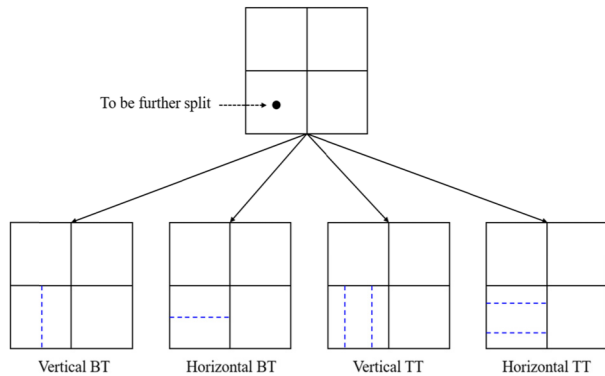 To be further split
Vertical BT
Horizontal BT
Vertical TT
Horizontal TT